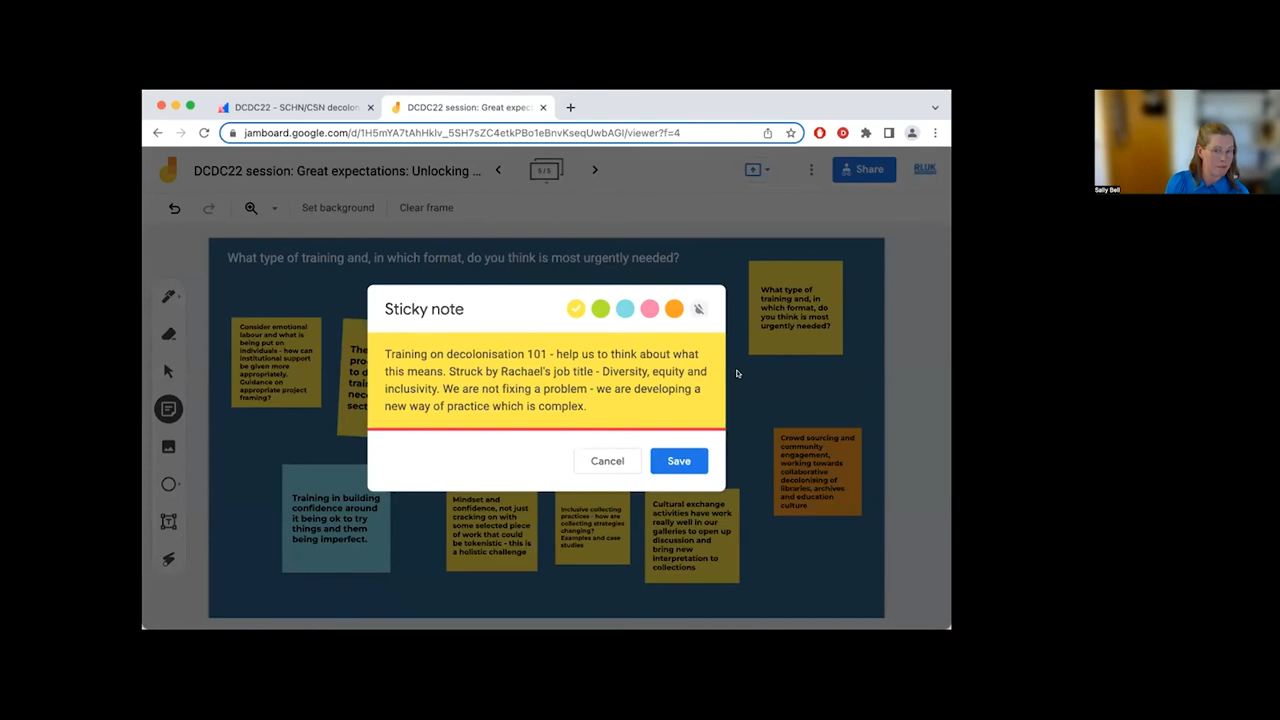 DCDC22 - SCHN/CSN decolon
DCDC22 session: Great expect
jamboard.google.com/d/1H5mYA7tAhHkIv_5SH7sZC4etkPBo1eBnvKseqUwbAGI/viewer?f=4
DCDC22 session: Great expectations: Unlocking ...
5/5
Share
RLUK
Set background
Clear frame
What type of training and, in which format, do you think is most urgently needed?
What type of
training and, in
which format, do
you think is most
urgently needed?
Consider emotional
labour and what is
being put on
individuals - how can
institutional support
be given more
appropriately.
Guidance on
appropriate project
framing?
Sticky note
Training on decolonisation 101 - help us to think about what
this means. Struck by Rachael's job title - Diversity, equity and
inclusivity. We are not fixing a problem - we are developing a
new way of practice which is complex.
Cancel
Save
Crowd sourcing and
community
engagement,
working towards
collaborative
decolonising of
libraries, archives
and education
culture
Training in building
confidence around
it being ok to try
things and them
being imperfect.
Mindset and
confidence, not just
cracking on with
some selected piece
of work that could
be tokenistic - this is
a holistic challenge
Inclusive collecting
practices - how are
collecting strategies
changing?
Examples and case
studies
Cultural exchange
activities have work
really well in our
galleries to open up
discussion and
bring new
interpretation to
collections
Sally Bell